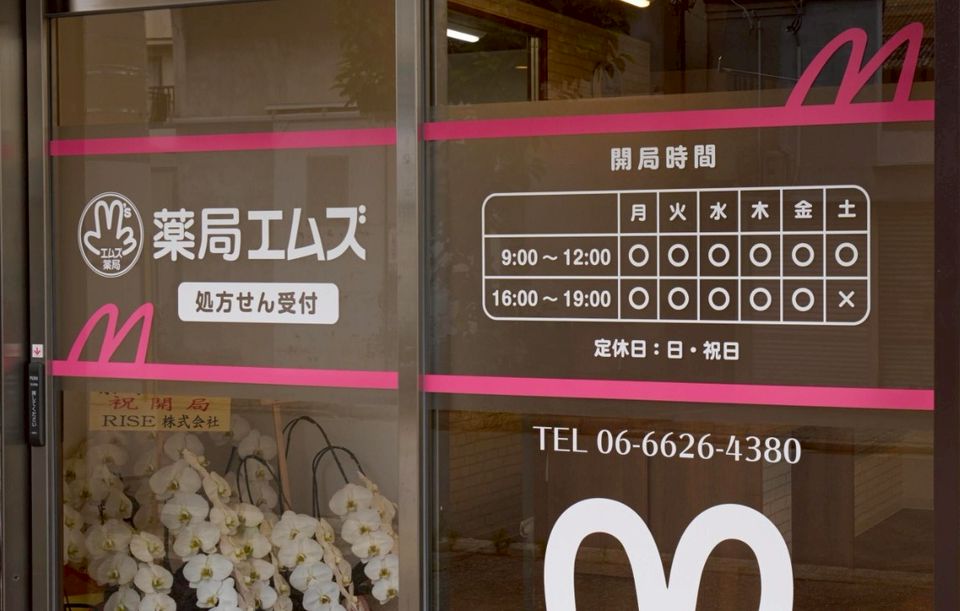 's
エムズ
薬局
薬局エムズ
処方せん受付
祝開局
RISE 株式会社
開局時間
月 火 水 木 金 土
9:00～12:00 ○ ○ ○ ○ ○ ○
16:00～19:00 ○ ○ ○ ○ ○ ×
定休日：日・祝日
TEL 06-6626-4380